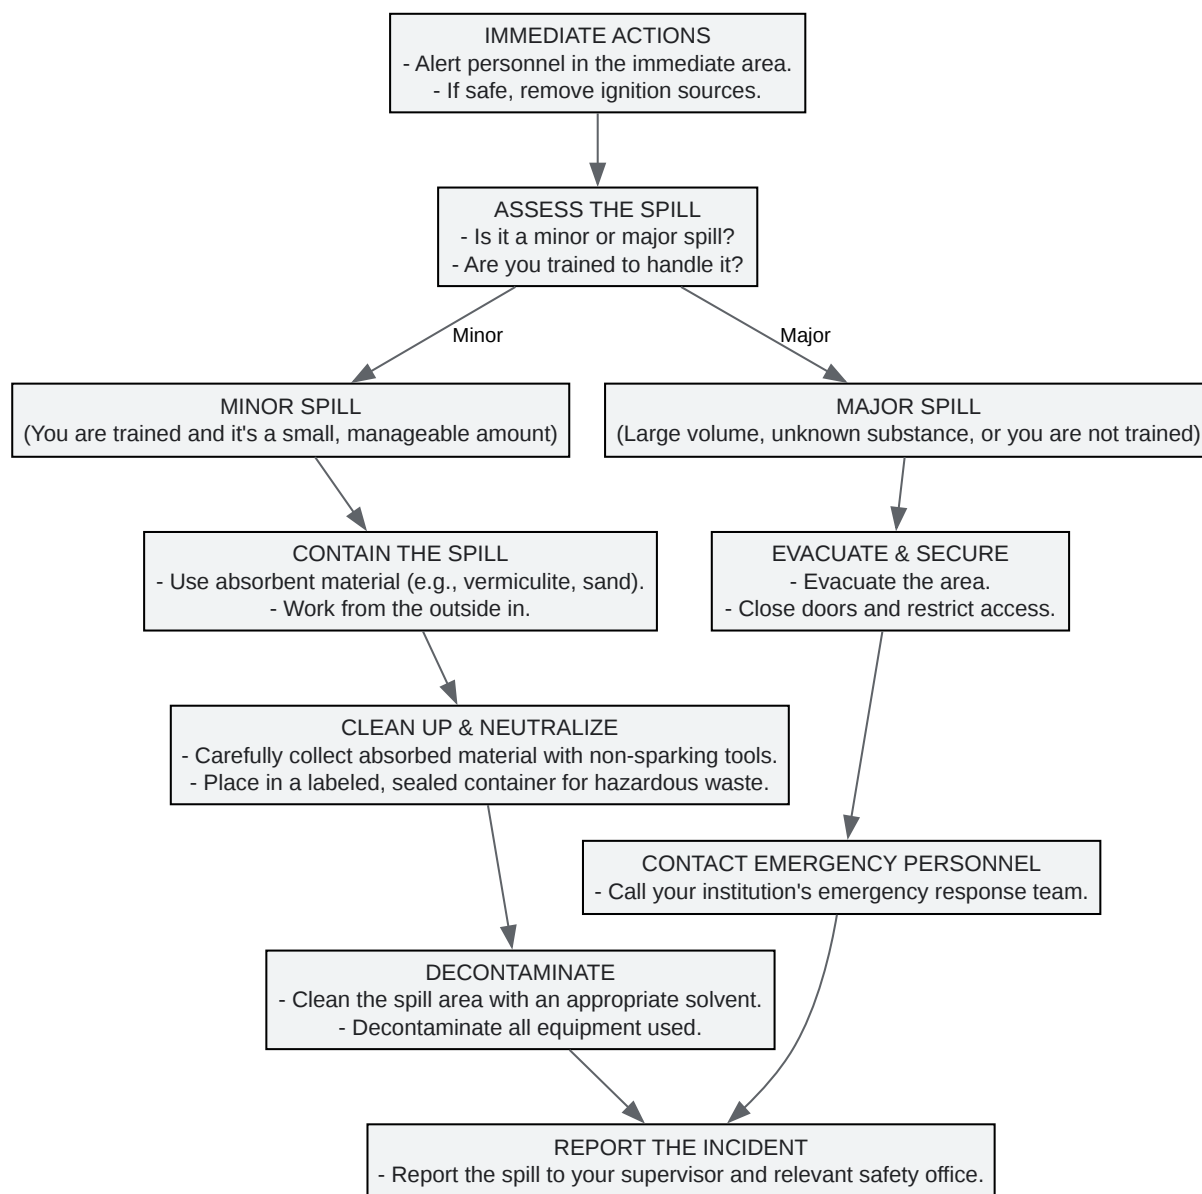 IMMEDIATE ACTIONS
- Alert personnel in the immediate area.
- If safe, remove ignition sources.
ASSESS THE SPILL
- Is it a minor or major spill?
- Are you trained to handle it?
Minor
Major
MINOR SPILL
(You are trained and it's a small, manageable amount)
MAJOR SPILL
(Large volume, unknown substance, or you are not trained)
CONTAIN THE SPILL
- Use absorbent material (e.g., vermiculite, sand).
- Work from the outside in.
EVACUATE & SECURE
- Evacuate the area.
- Close doors and restrict access.
CLEAN UP & NEUTRALIZE
- Carefully collect absorbed material with non-sparking tools.
- Place in a labeled, sealed container for hazardous waste.
CONTACT EMERGENCY PERSONNEL
- Call your institution's emergency response team.
DECONTAMINATE
- Clean the spill area with an appropriate solvent.
- Decontaminate all equipment used.
REPORT THE INCIDENT
- Report the spill to your supervisor and relevant safety office.